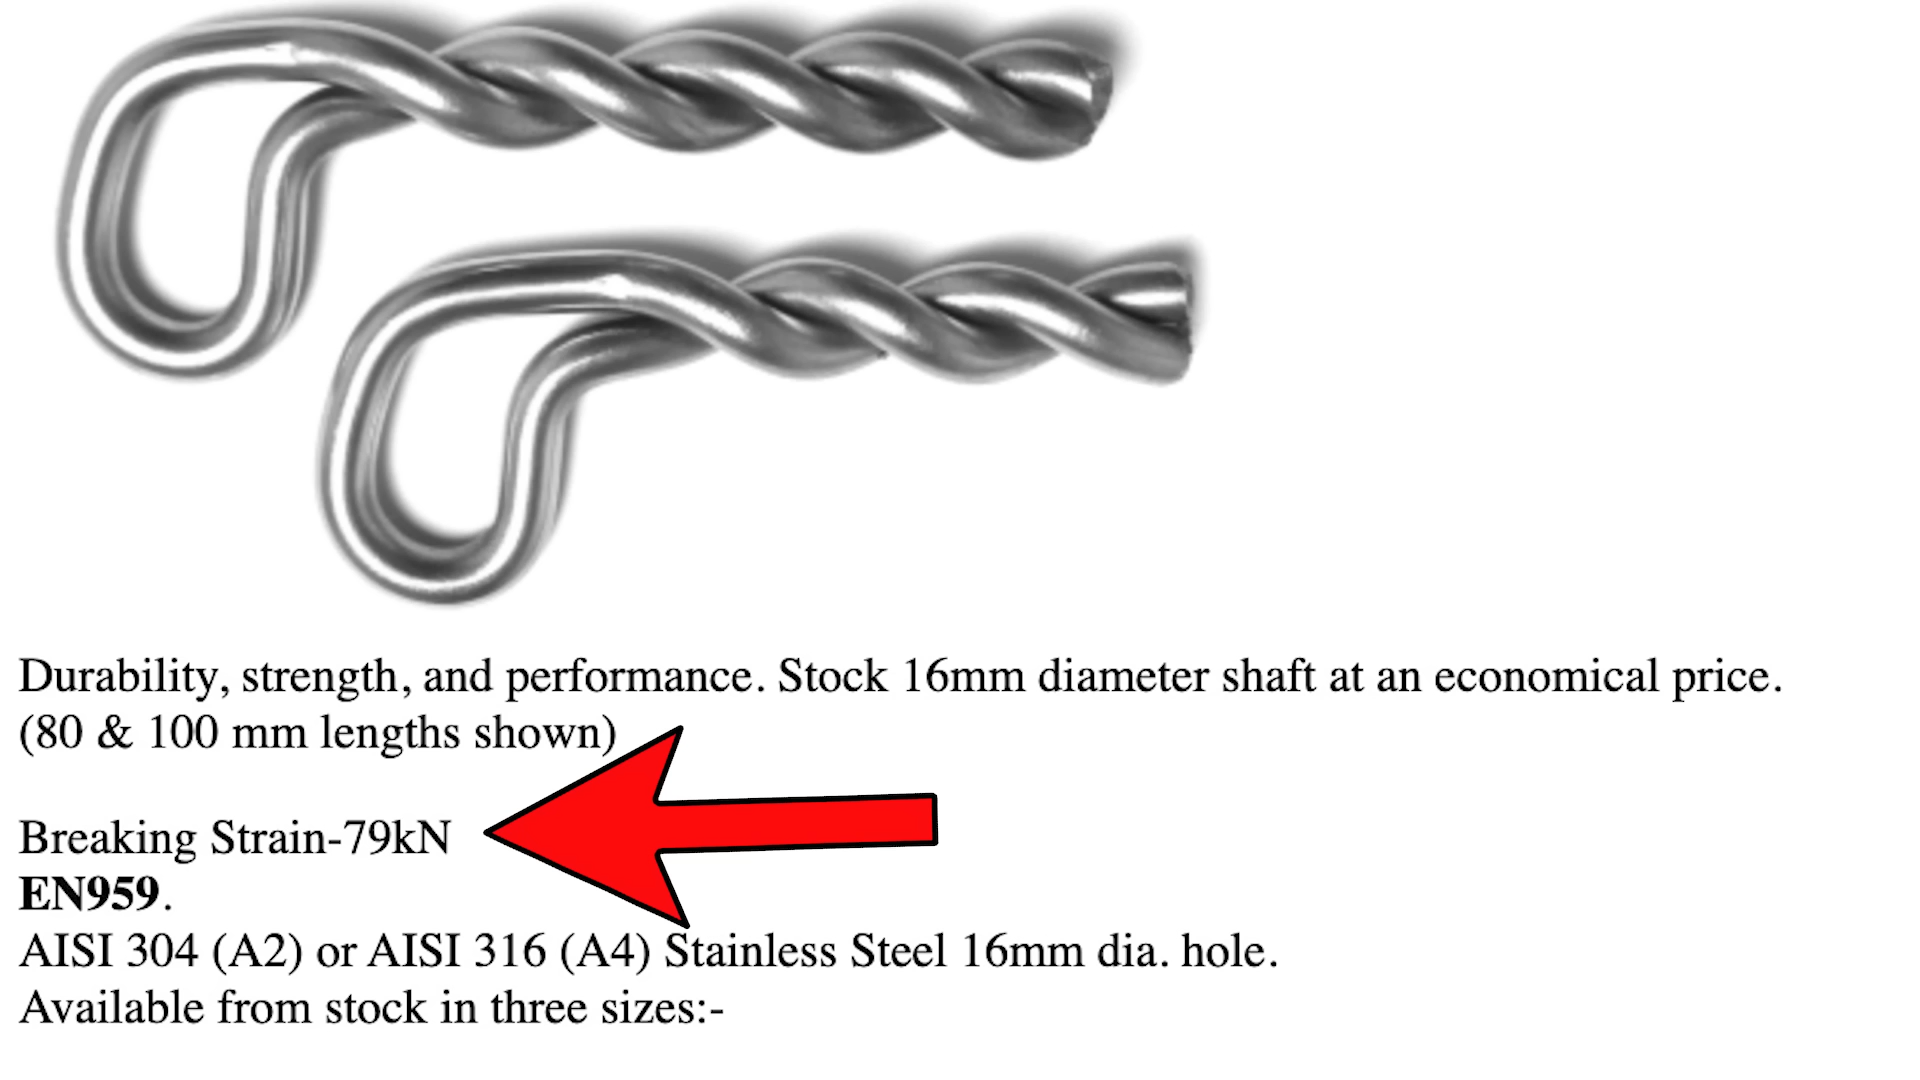 Durability, strength, and performance. Stock 16mm diameter shaft at an economical price.
(80 & 100 mm lengths shown)
Breaking Strain-79kN
EN959.
AISI 304 (A2) or AISI 316 (A4) Stainless Steel 16mm dia. hole.
Available from stock in three sizes:-